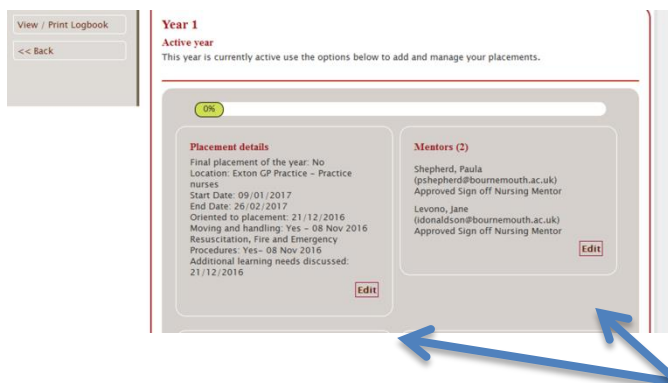 View / Print Logbook
<< Back
Year 1
Active year
This year is currently active use the options below to add and manage your placements.
0%
Placement details
Final placement of the year: No
Location: Exton GP Practice - Practice
nurses
Start Date: 09/01/2017
End Date: 26/02/2017
Oriented to placement: 21/12/2016
Moving and handling: Yes - 08 Nov 2016
Resuscitation, Fire and Emergency
Procedures: Yes- 08 Nov 2016
Additional learning needs discussed:
21/12/2016
Edit
Mentors (2)
Shepherd, Paula
(pshepherd@bournemouth.ac.uk)
Approved Sign off Nursing Mentor
Levono, Jane
(idonaldson@bournemouth.ac.uk)
Approved Sign off Nursing Mentor
Edit